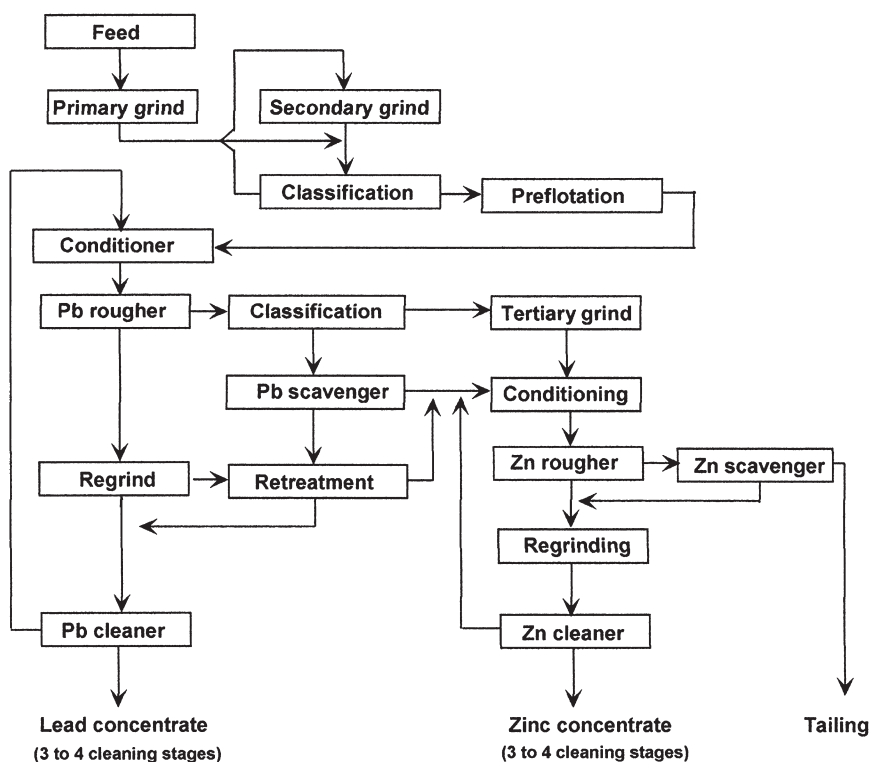 Feed
Primary grind
Secondary grind
Classification
Preflotation
Conditioner
Pb rougher
Classification
Tertiary grind
Pb scavenger
Conditioning
Regrind
Retreatment
Zn rougher
Zn scavenger
Regrinding
Pb cleaner
Zn cleaner
Lead concentrate
(3 to 4 cleaning stages)
Zinc concentrate
(3 to 4 cleaning stages)
Tailing